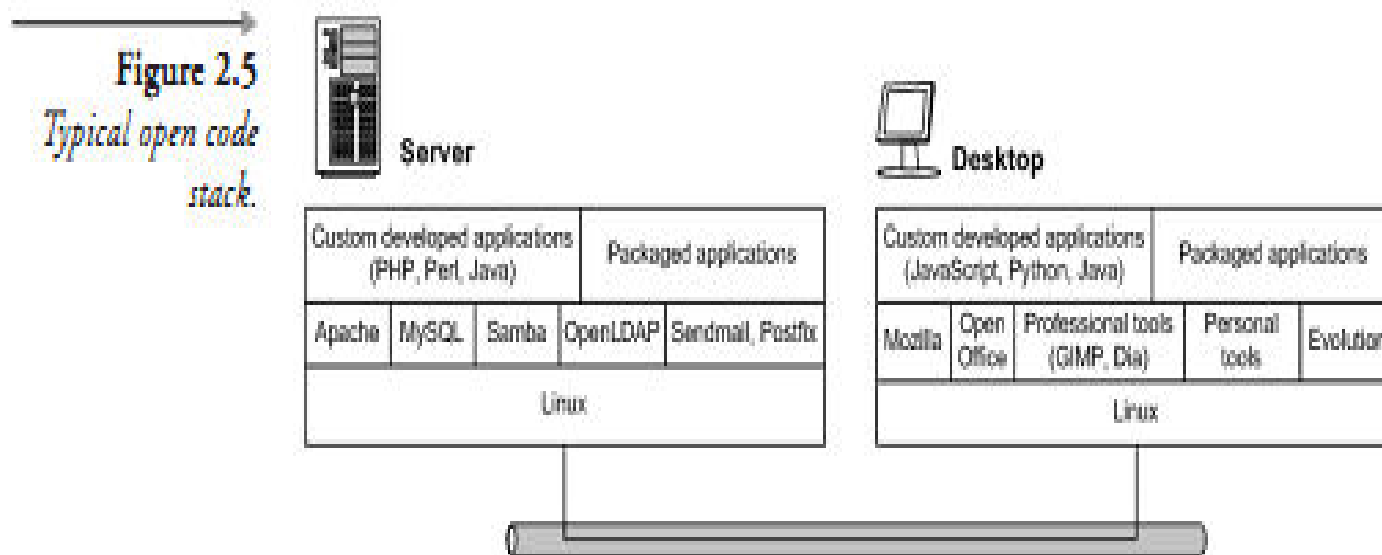 Figure 2.5
Typical open code
stack.
Server
Custom developed applications
(PHP, Perl, Java)
Packaged applications
Apache
MySQL
Samba
OpenLDAP
Sendmail, Postfix
Linux
Desktop
Custom developed applications
(JavaScript, Python, Java)
Packaged applications
Mozilla
Open
Office
Professional tools
(GIMP, Dia)
Personal
tools
Evolution
Linux